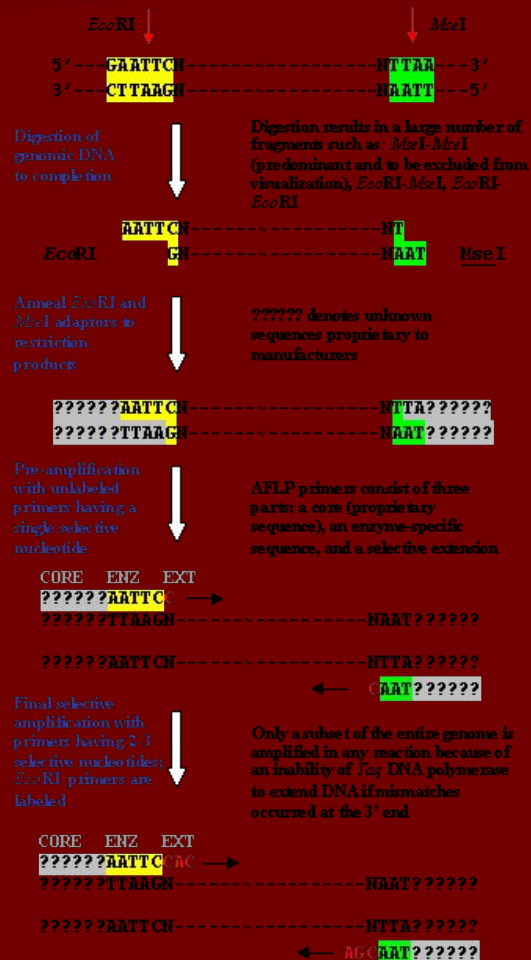 EcoRI MseI
5′---GAATTCN------~---------NTTAA---3′
3′---CTTAAGN------~---------NAATT---5′
Digestion of
genomic DNA
to completion
Digestion results in a large number of
fragments such as: MseI-MseI
(predominant and to be excluded from
visualization), EcoRI-MseI, EcoRI-
EcoRI
AATTCN------~---------NT
EcoRI GN------~---------NAAT MseI
Anneal EcoRI and
MseI adaptors to
restriction
products
?????? denotes unknown
sequences proprietary to
manufacturers
??????AATTCN------~---------NTTA??????
??????TTAAGN------~---------NAAT??????
Pre-amplification
with unlabeled
primers having a
single selective
nucleotide
AFLP primers consist of three
parts: a core (proprietary
sequence), an enzyme-specific
sequence, and a selective extension
CORE ENZ EXT
??????AATTCC
??????TTAAGN------~---------NAAT??????
??????AATTCN------~---------NTTA??????
CAAT??????
Final selective
amplification with
primers having 2-3
selective nucleotides;
EcoRI primers are
labeled
Only a subset of the entire genome is
amplified in any reaction because of
an inability of Taq DNA polymerase
to extend DNA if mismatches
occurred at the 3′ end
CORE ENZ EXT
??????AATTCCAC
??????TTAAGN------~---------NAAT??????
??????AATTCN------~---------NTTA??????
AGCAAT??????